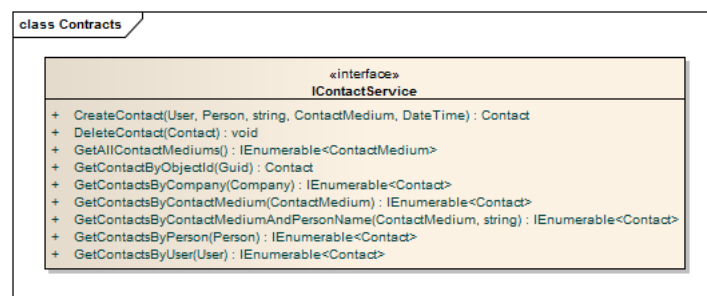 class Contracts
«interface»
IContactService
+ CreateContact(User, Person, string, ContactMedium, DateTime) : Contact
+ DeleteContact(Contact) : void
+ GetAllContactMediums() : IEnumerable<ContactMedium>
+ GetContactByObjectId(Guid) : Contact
+ GetContactsByCompany(Company) : IEnumerable<Contact>
+ GetContactsByContactMedium(ContactMedium) : IEnumerable<Contact>
+ GetContactsByContactMediumAndPersonName(ContactMedium, string) : IEnumerable<Contact>
+ GetContactsByPerson(Person) : IEnumerable<Contact>
+ GetContactsByUser(User) : IEnumerable<Contact>